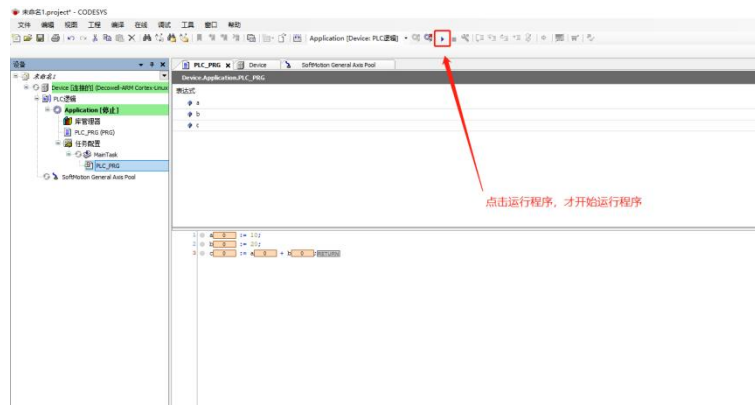 未命名1.project* - CODESYS
文件 编辑 视图 工程 编译 在线 调试 工具 窗口 帮助
Application [Device: PLC逻辑]
设备
PLC_PRG
Device
SoftMotion General Axis Pool
未命名1
Device.Application.PLC_PRG
Device [连接的] (Decowell-ARM Cortex-Linux
表达式
PLC逻辑
a
Application [停止]
b
库管理器
c
PLC_PRG (PRG)
任务配置
MainTask
PLC_PRG
SoftMotion General Axis Pool
点击运行程序，才开始运行程序
1 a 0 := 10;
2 b 0 := 20;
3 c 0 := a 0 + b 0 ;RETURN